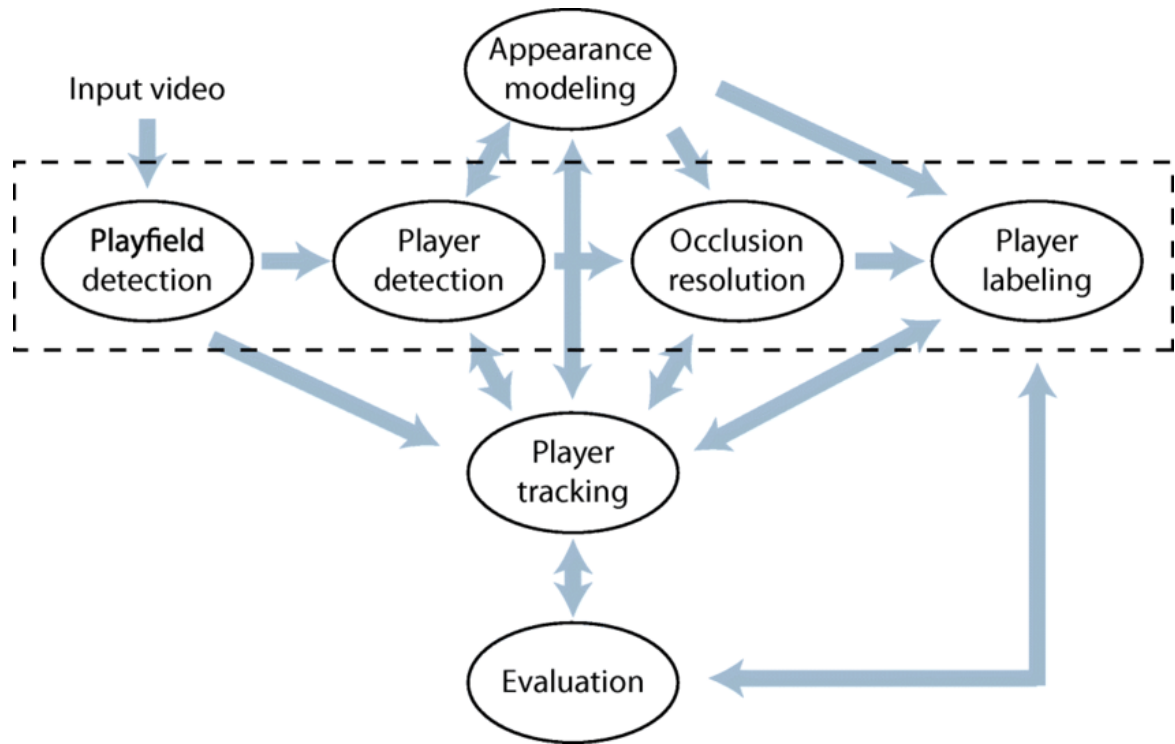 Appearance
modeling
Input video
Playfield
detection
Player
detection
Occlusion
resolution
Player
labeling
Player
tracking
Evaluation